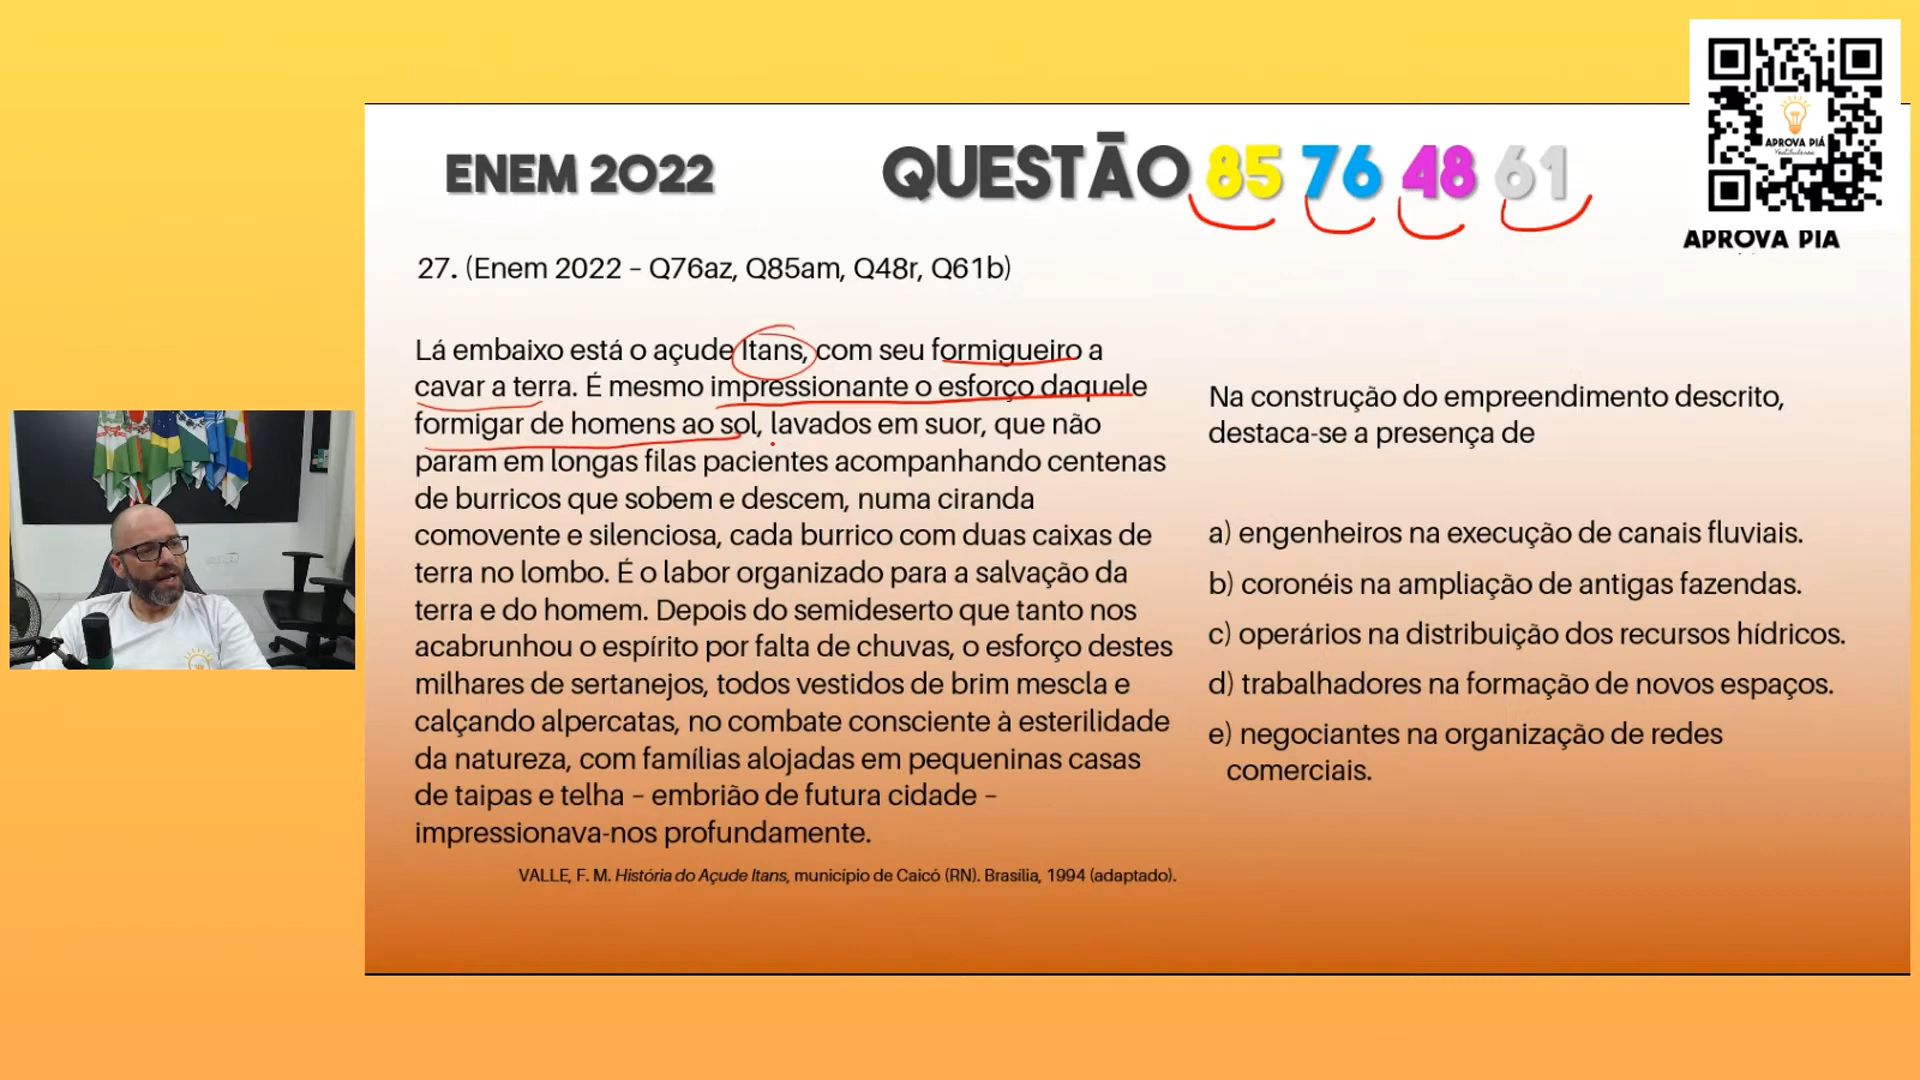 ENEM 2022
QUESTÃO 85 76 48 61
APROVA PIÁ
Vestibulares
APROVA PIA
27. (Enem 2022 – Q76az, Q85am, Q48r, Q61b)
Lá embaixo está o açude Itans, com seu formigueiro a
cavar a terra. É mesmo impressionante o esforço daquele
formigar de homens ao sol, lavados em suor, que não
param em longas filas pacientes acompanhando centenas
de burricos que sobem e descem, numa ciranda
comovente e silenciosa, cada burrico com duas caixas de
terra no lombo. É o labor organizado para a salvação da
terra e do homem. Depois do semideserto que tanto nos
acabrunhou o espírito por falta de chuvas, o esforço destes
milhares de sertanejos, todos vestidos de brim mescla e
calçando alpercatas, no combate consciente à esterilidade
da natureza, com famílias alojadas em pequeninas casas
de taipas e telha – embrião de futura cidade –
impressionava-nos profundamente.
VALLE, F. M. História do Açude Itans, município de Caicó (RN). Brasília, 1994 (adaptado).
Na construção do empreendimento descrito,
destaca-se a presença de
a) engenheiros na execução de canais fluviais.
b) coronéis na ampliação de antigas fazendas.
c) operários na distribuição dos recursos hídricos.
d) trabalhadores na formação de novos espaços.
e) negociantes na organização de redes
comerciais.